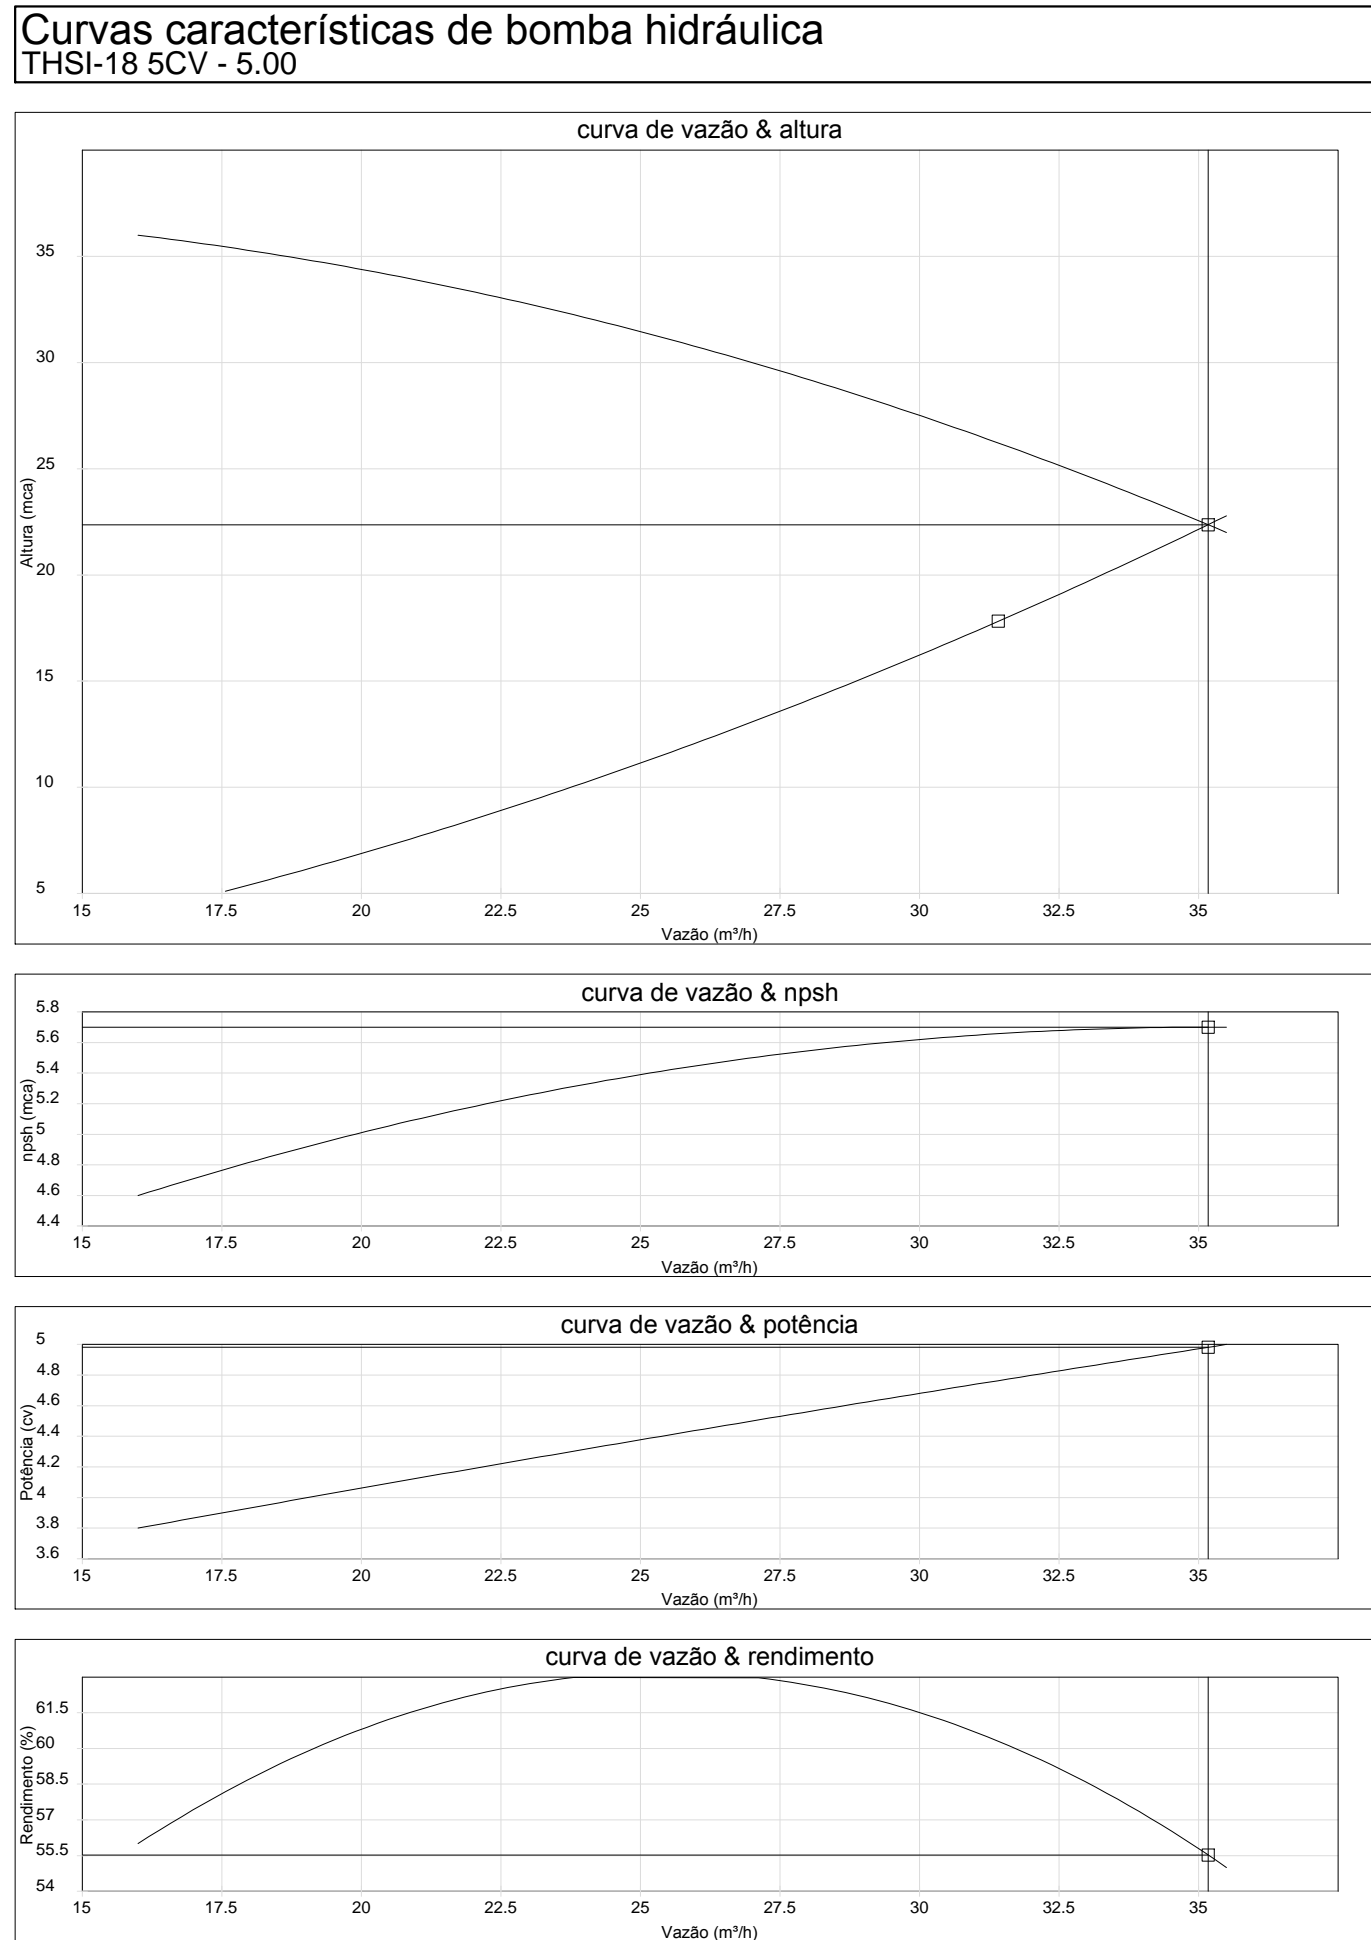 Curvas características de bomba hidráulica
THSI-18 5CV - 5.00
curva de vazão & altura
35
30
25
20
15
10
5
Altura (mca)
15 17.5 20 22.5 25 27.5 30 32.5 35
Vazão (m³/h)
curva de vazão & npsh
5.8
5.6
5.4
5.2
5
4.8
4.6
4.4
npsh (mca)
15 17.5 20 22.5 25 27.5 30 32.5 35
Vazão (m³/h)
curva de vazão & potência
5
4.8
4.6
4.4
4.2
4
3.8
3.6
Potência (cv)
15 17.5 20 22.5 25 27.5 30 32.5 35
Vazão (m³/h)
curva de vazão & rendimento
61.5
60
58.5
57
55.5
54
Rendimento (%)
15 17.5 20 22.5 25 27.5 30 32.5 35
Vazão (m³/h)